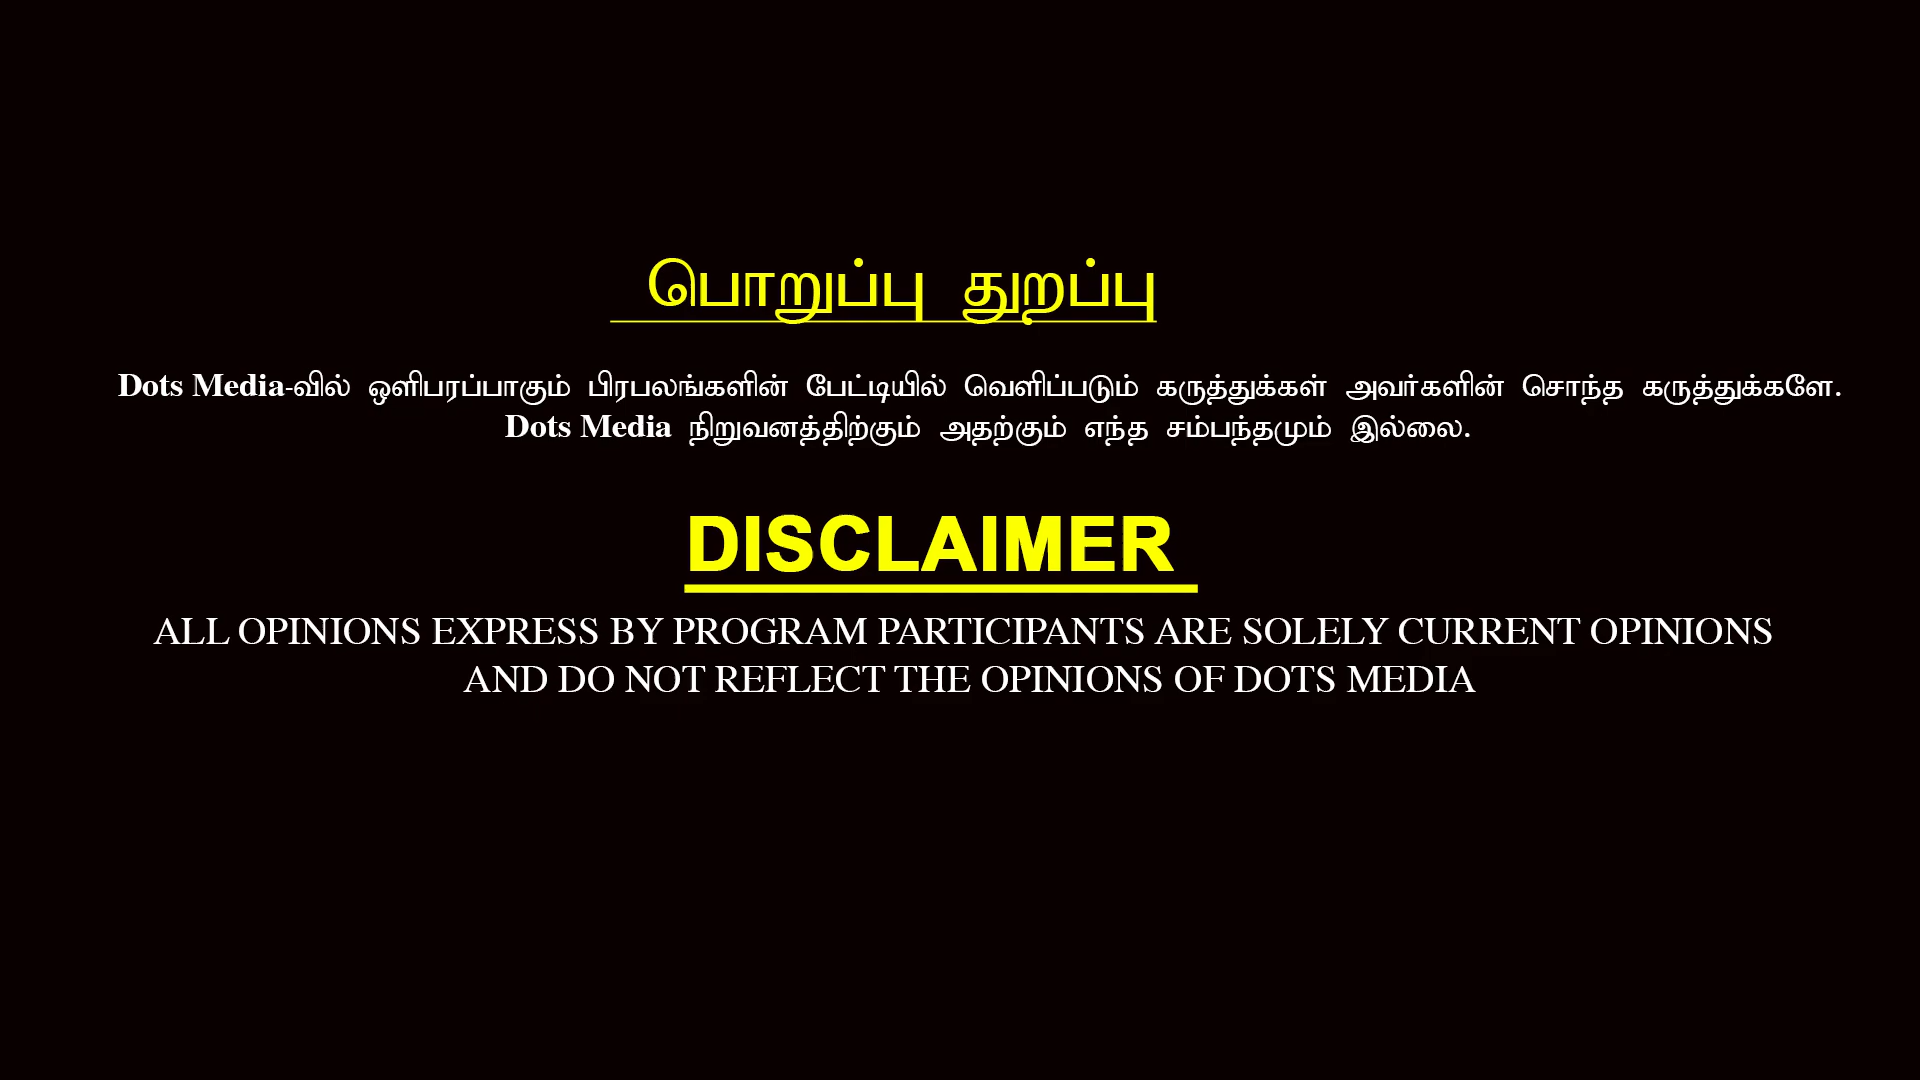 பொறுப்பு துறப்பு
Dots Media-வில் ஒளிபரப்பாகும் பிரபலங்களின் பேட்டியில் வெளிப்படும் கருத்துக்கள் அவர்களின் சொந்த கருத்துக்களே.
Dots Media நிறுவனத்திற்கும் அதற்கும் எந்த சம்பந்தமும் இல்லை.
DISCLAIMER
ALL OPINIONS EXPRESS BY PROGRAM PARTICIPANTS ARE SOLELY CURRENT OPINIONS
AND DO NOT REFLECT THE OPINIONS OF DOTS MEDIA